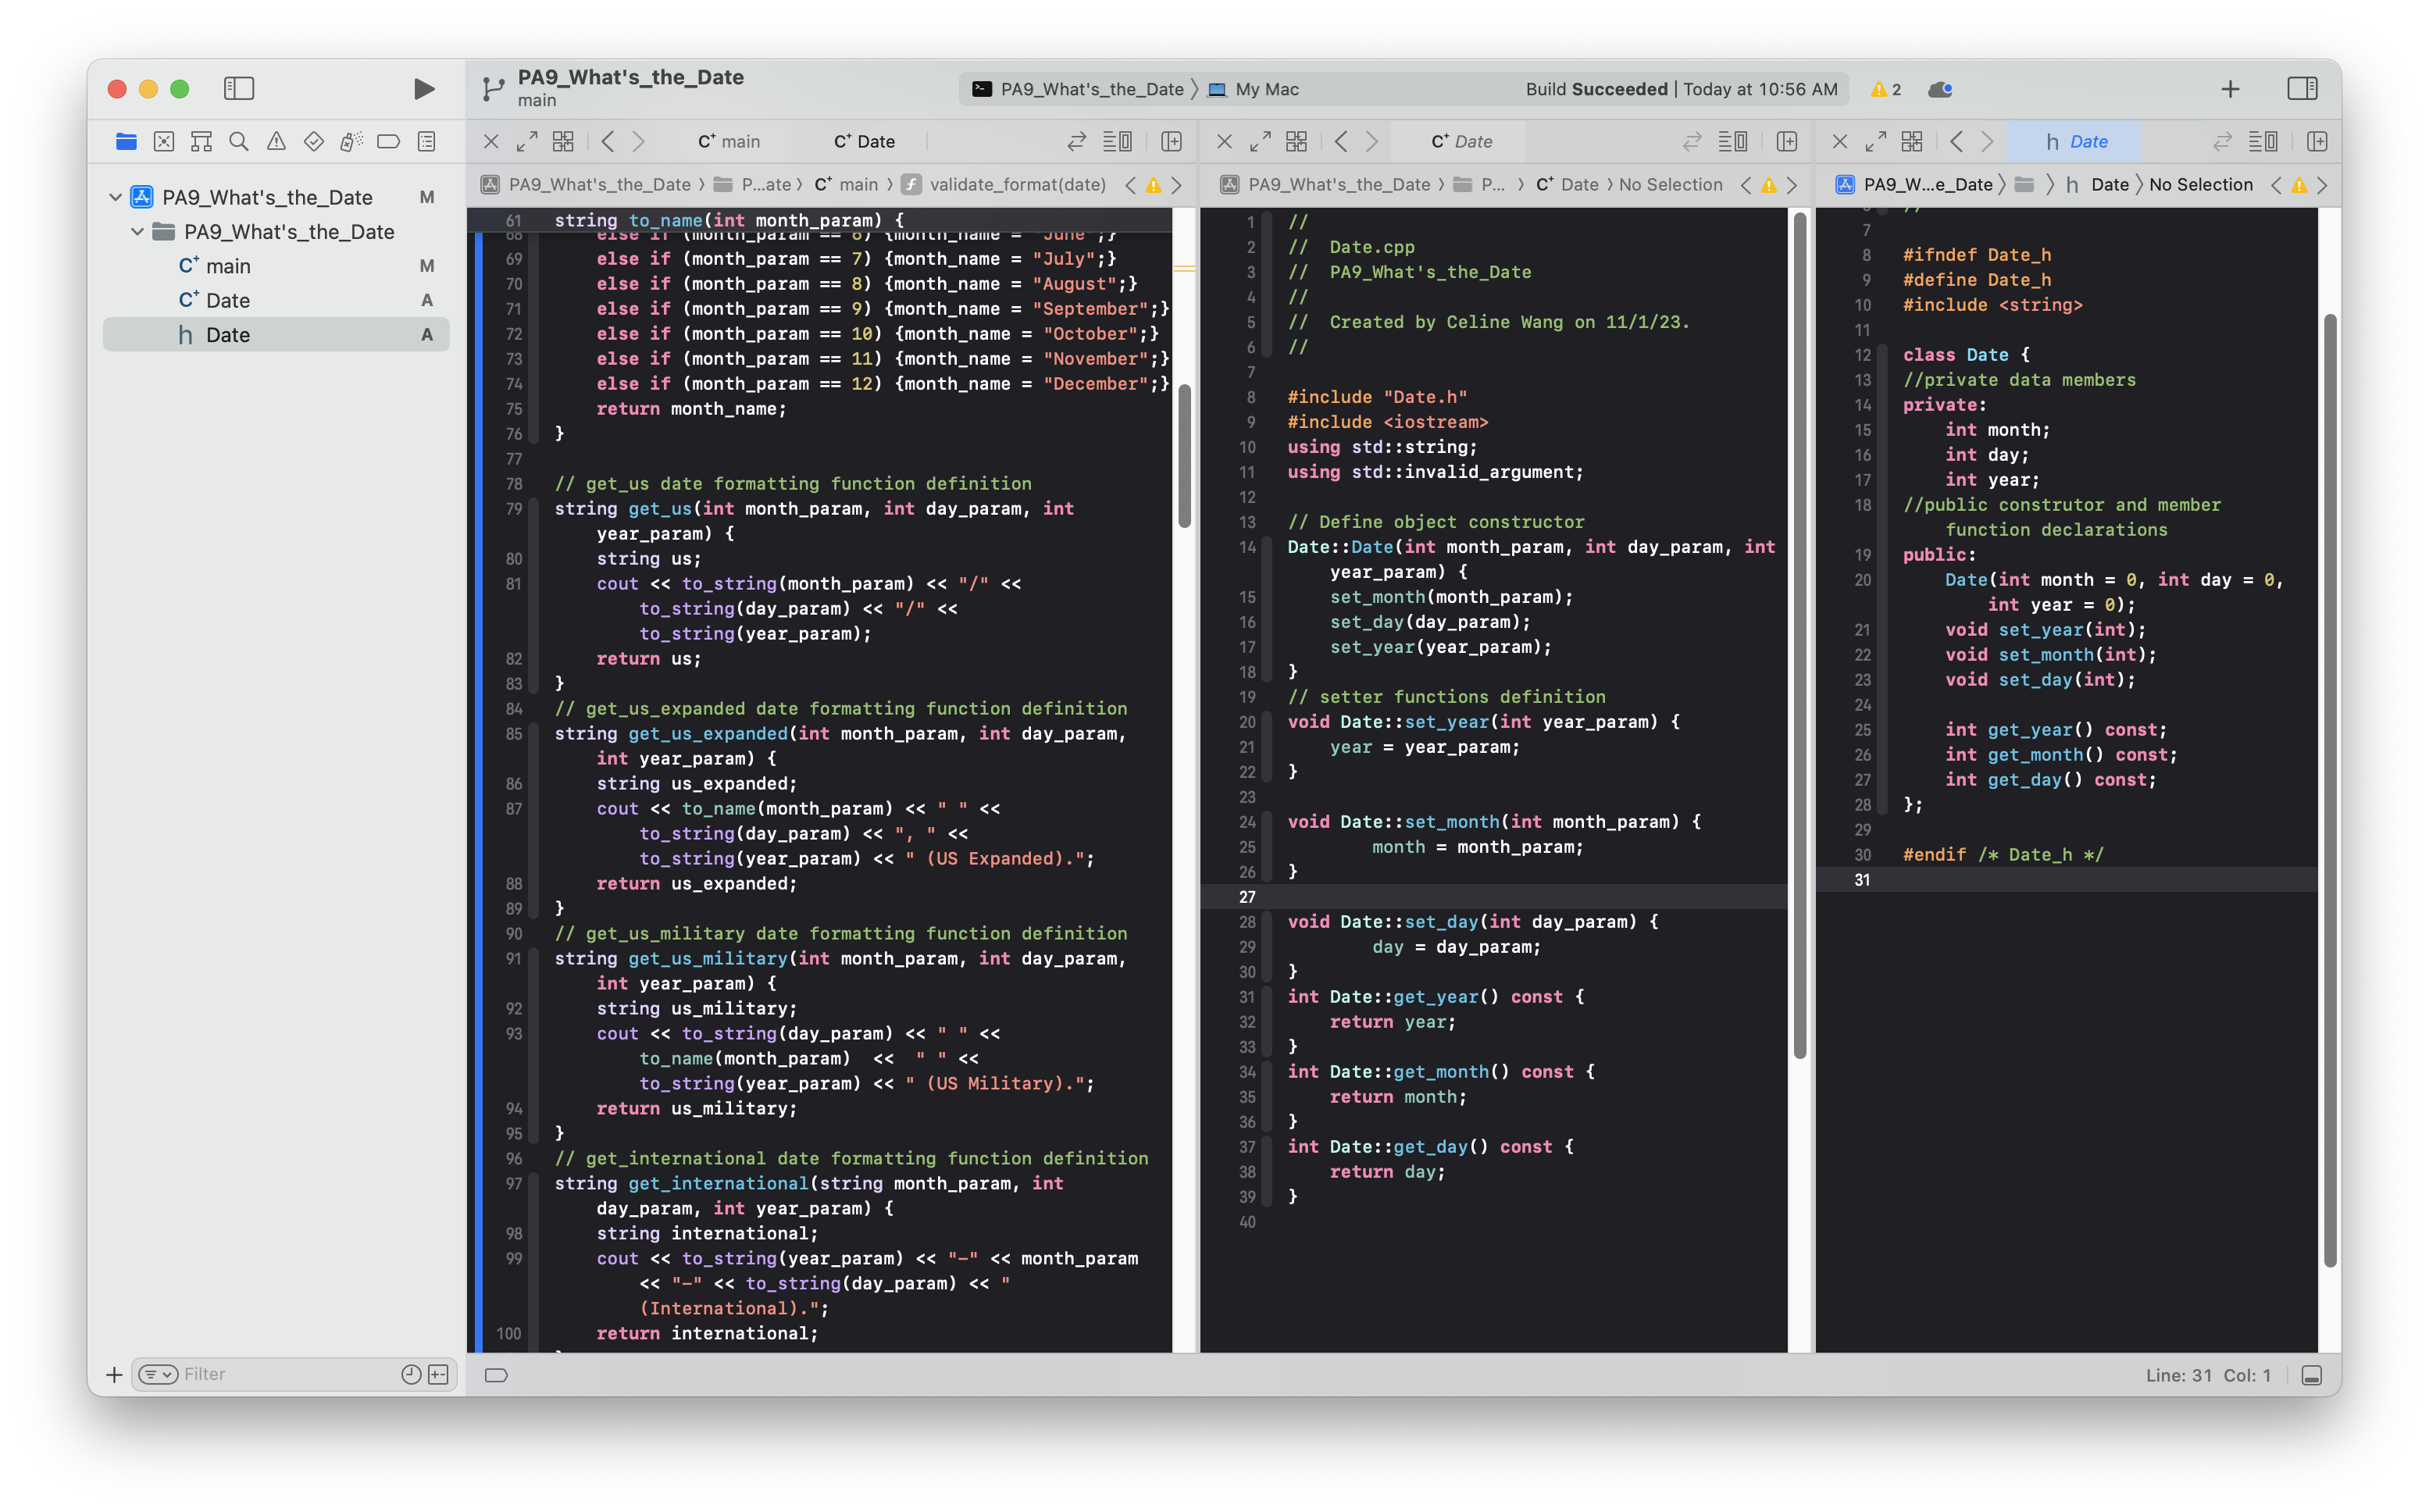 PA9_What's_the_Date
main
PA9_What's_the_Date 〉 My Mac
Build Succeeded | Today at 10:56 AM
2
main
Date
Date
Date
PA9_What's_the_Date M
PA9_What's_the_Date
main M
Date A
Date A
Filter
PA9_What's_the_Date 〉 P...ate 〉 main 〉 validate_format(date)
61 string to_name(int month_param) {
68 else if (month_param == 6) {month_name = "June";}
69 else if (month_param == 7) {month_name = "July";}
70 else if (month_param == 8) {month_name = "August";}
71 else if (month_param == 9) {month_name = "September";}
72 else if (month_param == 10) {month_name = "October";}
73 else if (month_param == 11) {month_name = "November";}
74 else if (month_param == 12) {month_name = "December";}
75 return month_name;
76 }
77
78 // get_us date formatting function definition
79 string get_us(int month_param, int day_param, int
year_param) {
80 string us;
81 cout << to_string(month_param) << "/" <<
to_string(day_param) << "/" <<
to_string(year_param);
82 return us;
83 }
84 // get_us_expanded date formatting function definition
85 string get_us_expanded(int month_param, int day_param,
int year_param) {
86 string us_expanded;
87 cout << to_name(month_param) << " " <<
to_string(day_param) << ", " <<
to_string(year_param) << " (US Expanded).";
88 return us_expanded;
89 }
90 // get_us_military date formatting function definition
91 string get_us_military(int month_param, int day_param,
int year_param) {
92 string us_military;
93 cout << to_string(day_param) << " " <<
to_name(month_param)  <<  " " <<
to_string(year_param) << " (US Military).";
94 return us_military;
95 }
96 // get_international date formatting function definition
97 string get_international(string month_param, int
day_param, int year_param) {
98 string international;
99 cout << to_string(year_param) << "-" << month_param
<< "-" << to_string(day_param) << "
(International).";
100 return international;
PA9_What's_the_Date 〉 P... 〉 Date 〉 No Selection
1 //
2 //  Date.cpp
3 //  PA9_What's_the_Date
4 //
5 //  Created by Celine Wang on 11/1/23.
6 //
7
8 #include "Date.h"
9 #include <iostream>
10 using std::string;
11 using std::invalid_argument;
12
13 // Define object constructor
14 Date::Date(int month_param, int day_param, int
year_param) {
15 set_month(month_param);
16 set_day(day_param);
17 set_year(year_param);
18 }
19 // setter functions definition
20 void Date::set_year(int year_param) {
21 year = year_param;
22 }
23
24 void Date::set_month(int month_param) {
25 month = month_param;
26 }
27
28 void Date::set_day(int day_param) {
29 day = day_param;
30 }
31 int Date::get_year() const {
32 return year;
33 }
34 int Date::get_month() const {
35 return month;
36 }
37 int Date::get_day() const {
38 return day;
39 }
40
PA9_W...e_Date 〉 〉 h Date 〉 No Selection
7
8 #ifndef Date_h
9 #define Date_h
10 #include <string>
11
12 class Date {
13 //private data members
14 private:
15 int month;
16 int day;
17 int year;
18 //public construtor and member
function declarations
19 public:
20 Date(int month = 0, int day = 0,
int year = 0);
21 void set_year(int);
22 void set_month(int);
23 void set_day(int);
24
25 int get_year() const;
26 int get_month() const;
27 int get_day() const;
28 };
29
30 #endif /* Date_h */
31
Line: 31 Col: 1